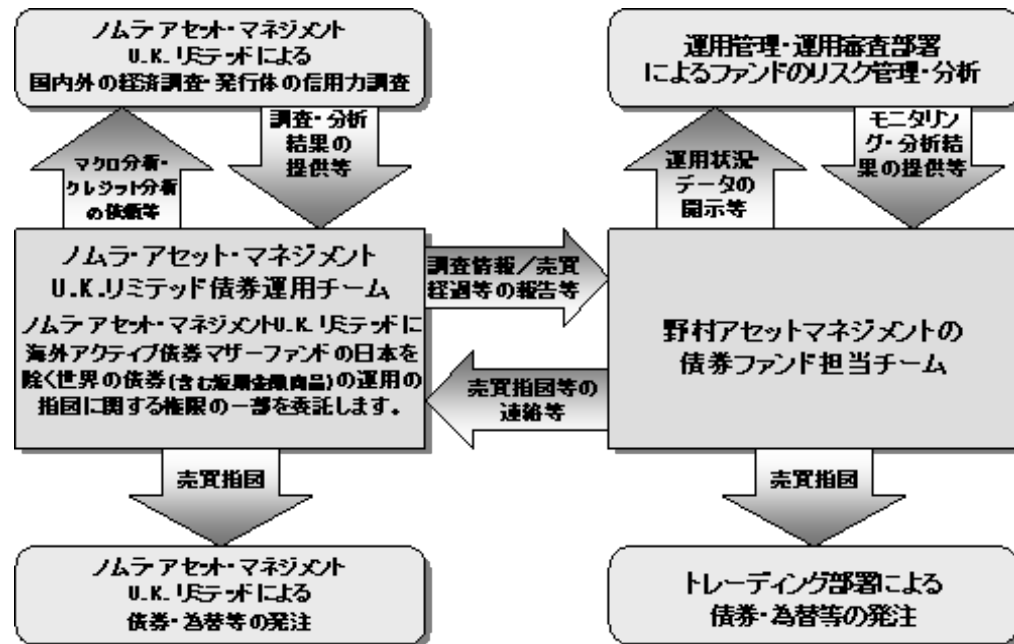 ノムラ・アセット・マネジメント
U.K.リミテッドによる
国内外の経済調査・発行体の信用力調査
運用管理・運用審査部署
によるファンドのリスク管理・分析
マクロ分析・
クレジット分析
の依頼等
調査・分析
結果の
提供等
運用状況・
データの
開示等
モニタリン
グ・分析結
果の提供等
ノムラ・アセット・マネジメント
U.K.リミテッド債券運用チーム
ノムラ・アセット・マネジメントU.K.リミテッドに
海外アクティブ債券マザーファンドの日本を
除く世界の債券(含む短期金融商品)の運用の
指図に関する権限の一部を委託します。
調査情報/売買
経過等の報告等
売買指図等の
連絡等
野村アセットマネジメントの
債券ファンド担当チーム
売買指図
売買指図
ノムラ・アセット・マネジメント
U.K.リミテッドによる
債券・為替等の発注
トレーディング部署による
債券・為替等の発注